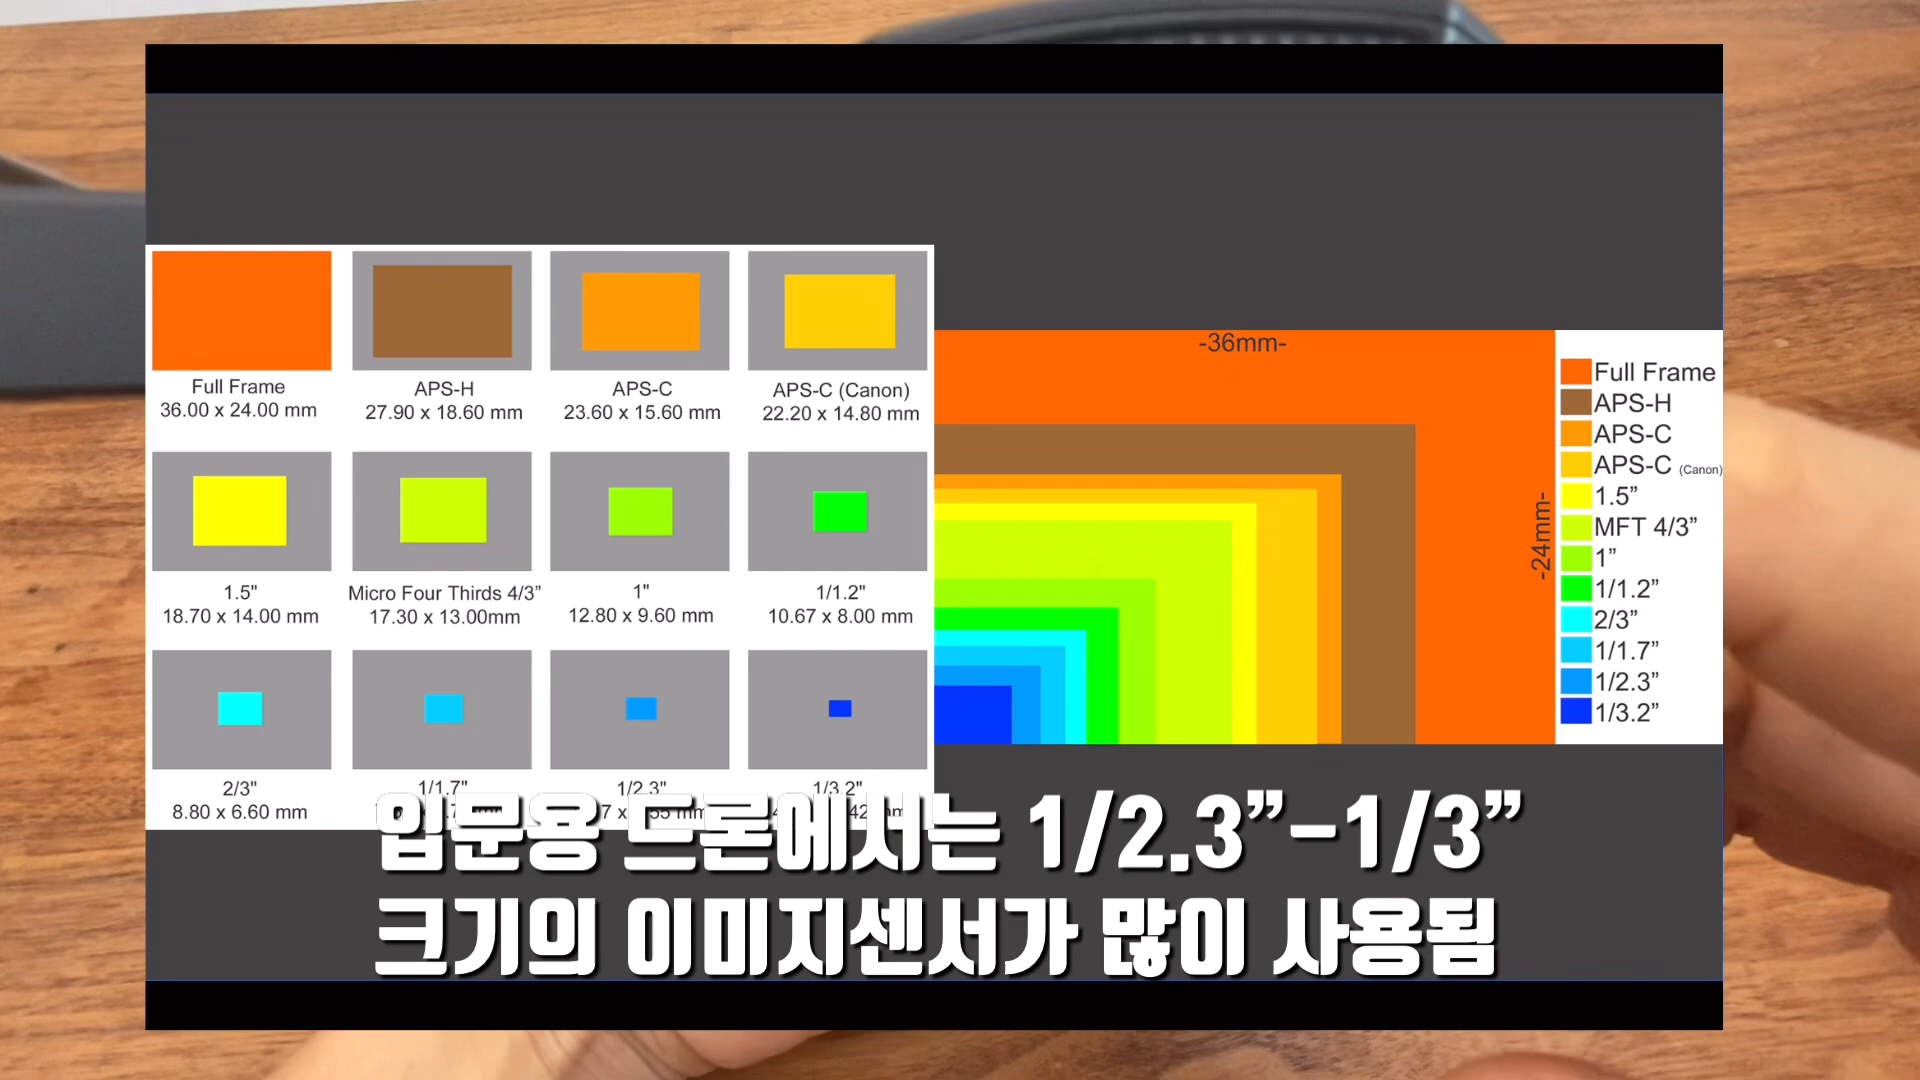 Full Frame
36.00 x 24.00 mm
APS-H
27.90 x 18.60 mm
APS-C
23.60 x 15.60 mm
APS-C (Canon)
22.20 x 14.80 mm
1.5"
18.70 x 14.00 mm
Micro Four Thirds 4/3”
17.30 x 13.00mm
1"
12.80 x 9.60 mm
1/1.2"
10.67 x 8.00 mm
2/3"
8.80 x 6.60 mm
1/1.7"
1/2.3"
1/3.2"
-36mm-
-24mm-
Full Frame
APS-H
APS-C
APS-C (Canon)
1.5”
MFT 4/3”
1”
1/1.2”
2/3”
1/1.7”
1/2.3”
1/3.2”
입문용 드론에서는 1/2.3”-1/3”
크기의 이미지센서가 많이 사용됨